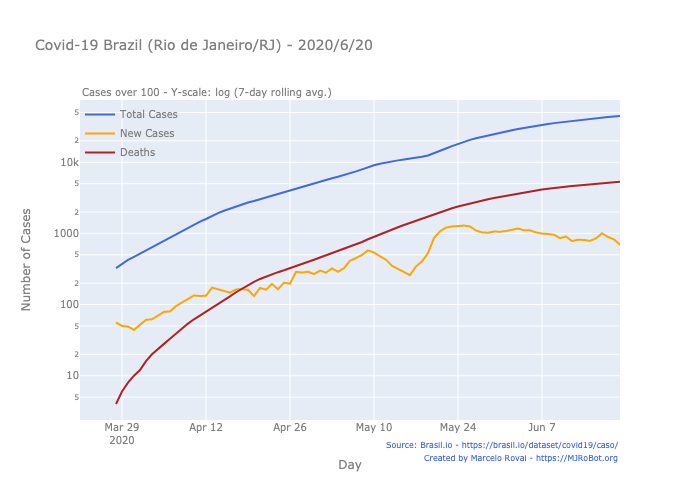 Covid-19 Brazil (Rio de Janeiro/RJ) - 2020/6/20
Cases over 100 - Y-scale: log (7-day rolling avg.)
Total Cases
New Cases
Deaths
5
2
10k
5
2
1000
5
2
100
5
2
10
5
Number of Cases
Mar 29 Apr 12 Apr 26 May 10 May 24 Jun 7
2020
Day
Source: Brasil.io - https://brasil.io/dataset/covid19/caso/
Created by Marcelo Rovai - https://MJRoBot.org